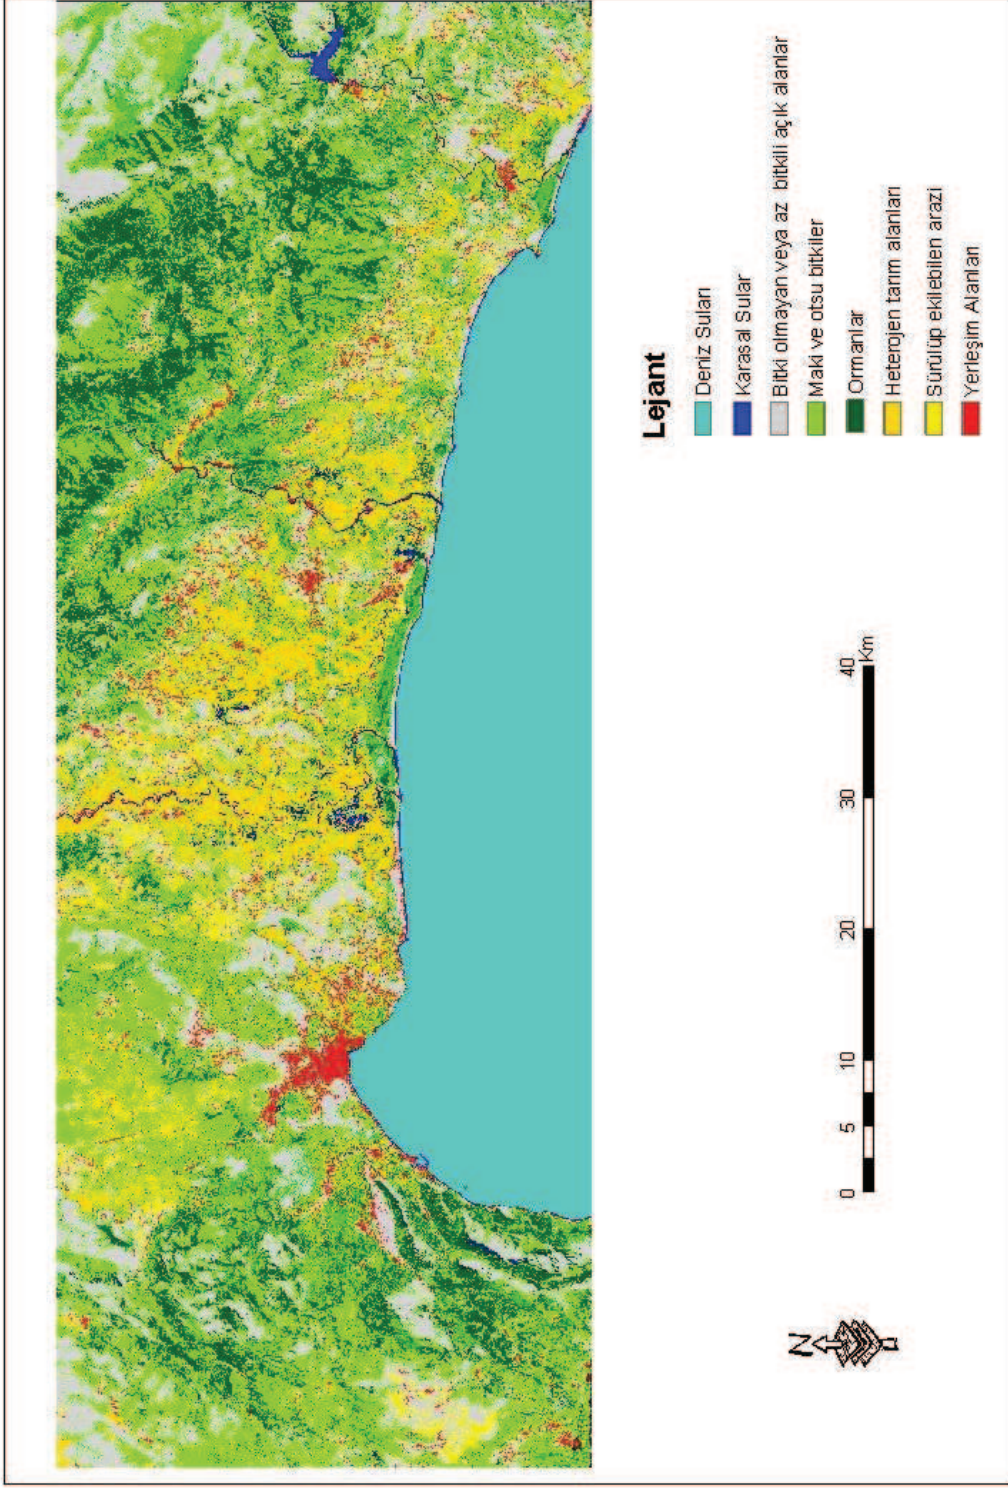 Lejant
Deniz Suları
Karasal Sular
Bitki olmayan veya az bitkili açık alanlar
Maki ve otsu bitkiler
Ormanlar
Heterojen tarım alanları
Sürülüp ekilebilen arazi
Yerleşim Alanları
N
0 5 10 20 30 40
Km